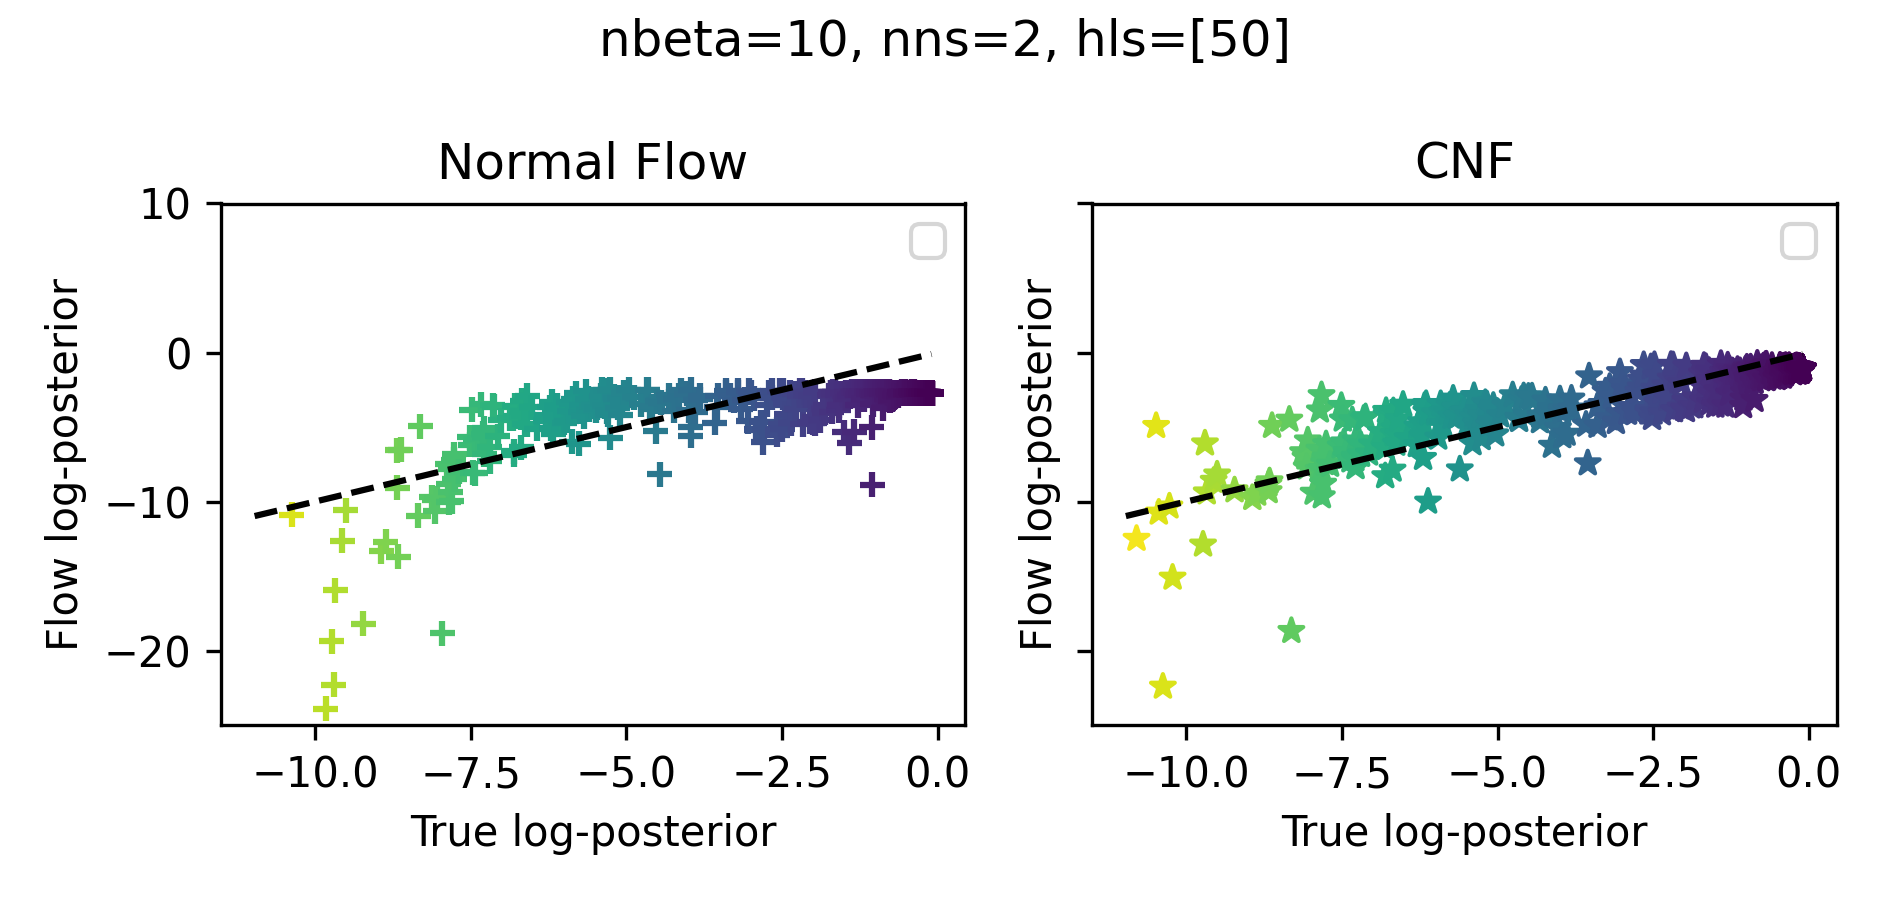 nbeta=10, nns=2, hls=[50]
Normal Flow
CNF
10
0
−10
−20
Flow log-posterior
Flow log-posterior
−10.0 −7.5 −5.0 −2.5 0.0
−10.0 −7.5 −5.0 −2.5 0.0
True log-posterior
True log-posterior